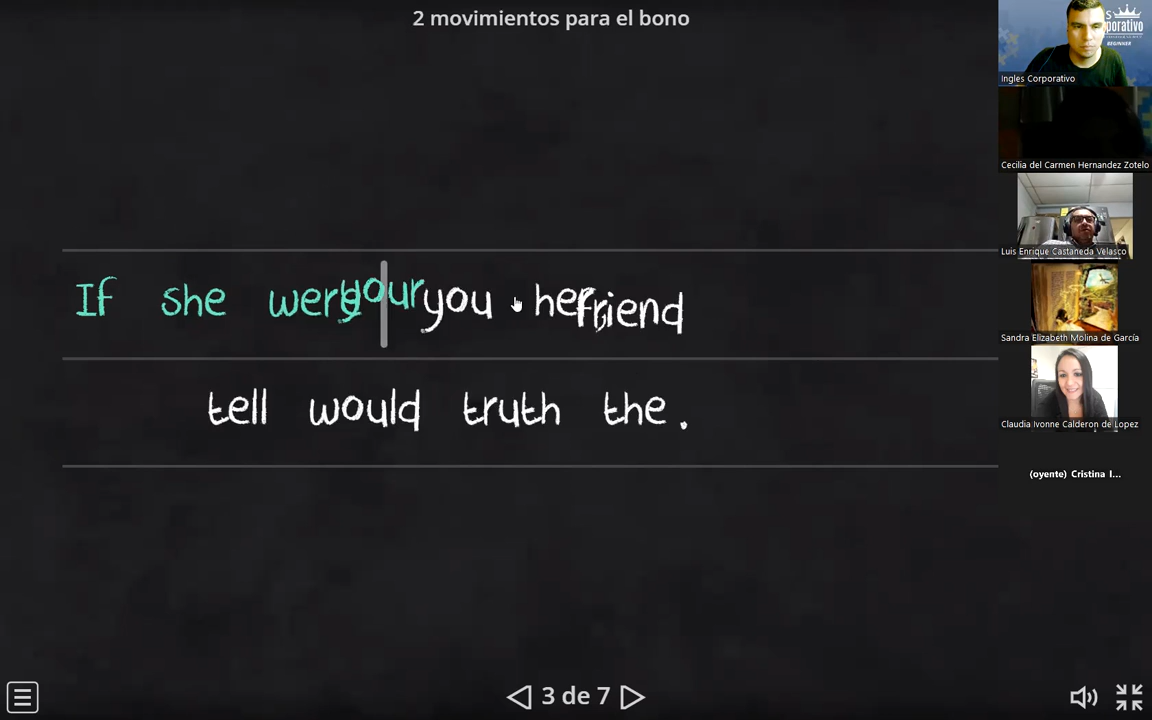 2 movimientos para el bono
If she were your you her friend
tell would truth the .
3 de 7
S
porativo
BEGINNER
Ingles Corporativo
Cecilia del Carmen Hernandez Zotelo
Luis Enrique Castaneda Velasco
Sandra Elizabeth Molina de García
Claudia Ivonne Calderon de Lopez
(oyente) Cristina I...